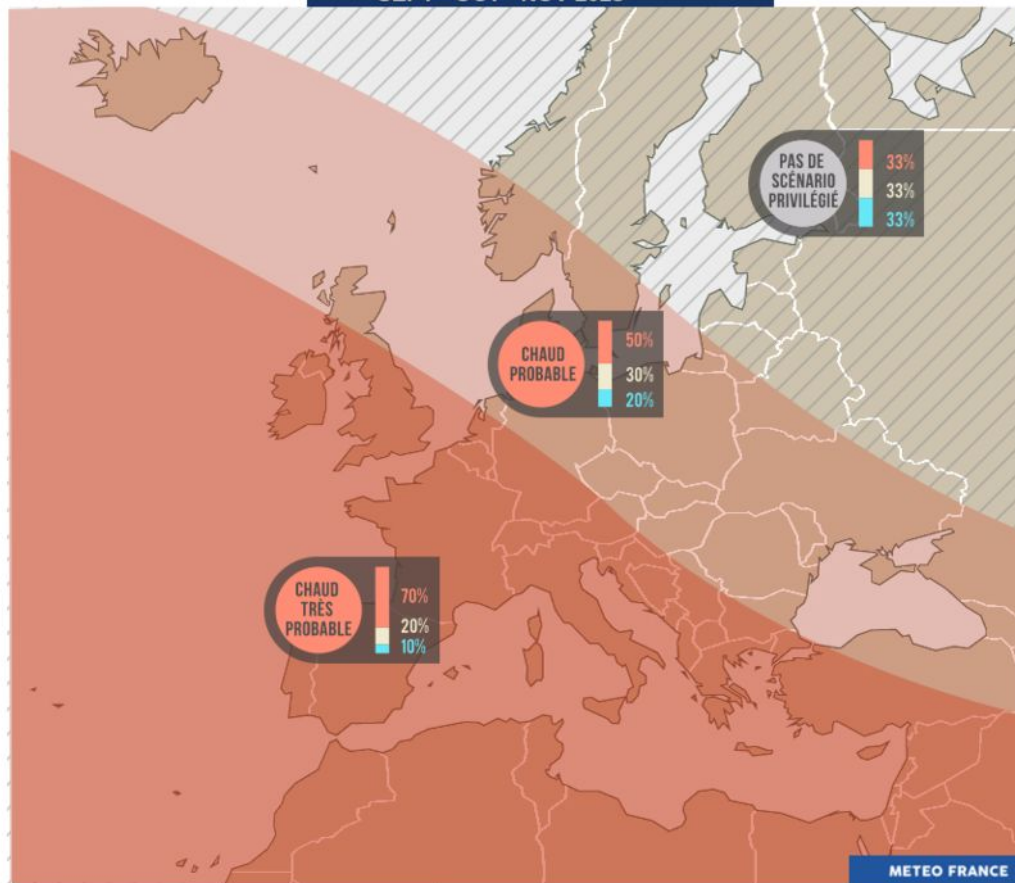 PAS DE
SCÉNARIO
PRIVILÉGIÉ
33%
33%
33%
CHAUD
PROBABLE
50%
30%
20%
CHAUD
TRÈS
PROBABLE
70%
20%
10%
METEO FRANCE